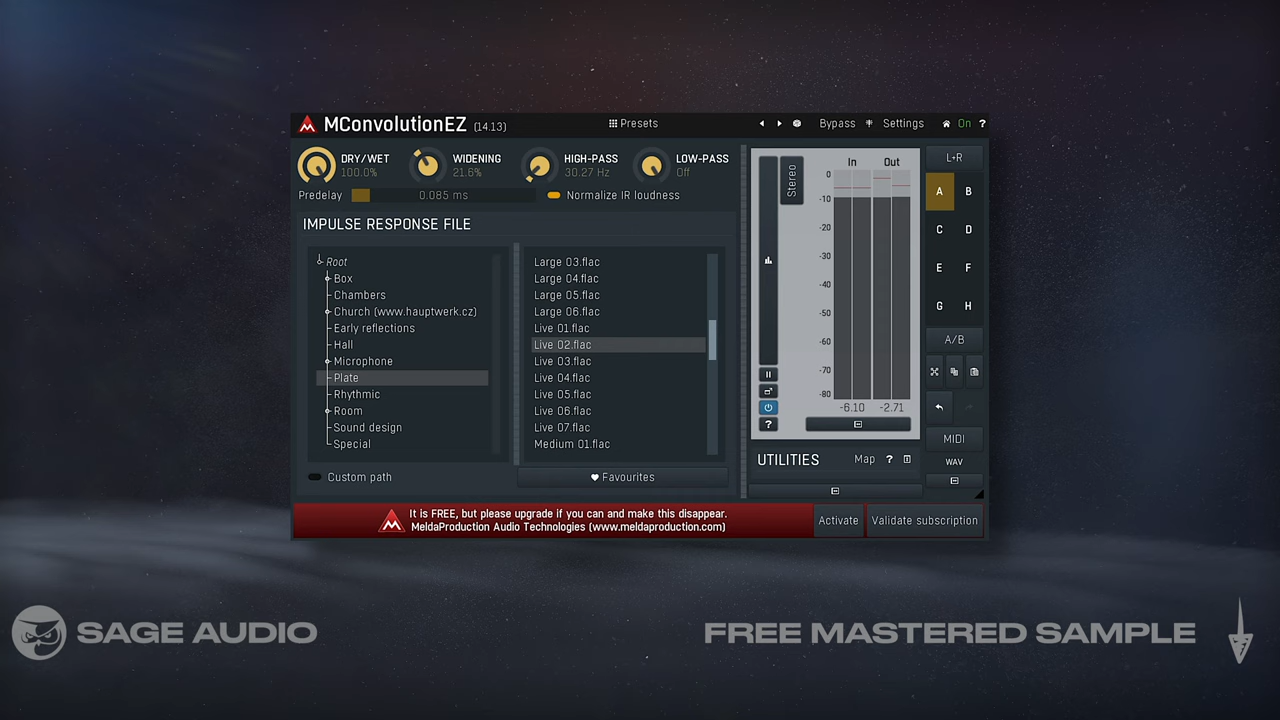 MConvolutionEZ (14.13)
Presets
Bypass
Settings
On ?
DRY/WET
100.0%
WIDENING
21.6%
HIGH-PASS
30.27 Hz
LOW-PASS
Off
Predelay
0.085 ms
Normalize IR loudness
IMPULSE RESPONSE FILE
Root
Box
Chambers
Church (www.hauptwerk.cz)
Early reflections
Hall
Microphone
Plate
Rhythmic
Room
Sound design
Special
Large 03.flac
Large 04.flac
Large 05.flac
Large 06.flac
Live 01.flac
Live 02.flac
Live 03.flac
Live 04.flac
Live 05.flac
Live 06.flac
Live 07.flac
Medium 01.flac
Custom path
Favourites
Stereo
In Out
0
-10
-20
-30
-40
-50
-60
-70
-80
-6.10 -2.71
?
UTILITIES
Map ?
L+R
A B
C D
E F
G H
A/B
MIDI
WAV
It is FREE, but please upgrade if you can and make this disappear.
MeldaProduction Audio Technologies (www.meldaproduction.com)
Activate
Validate subscription
SAGE AUDIO
FREE MASTERED SAMPLE